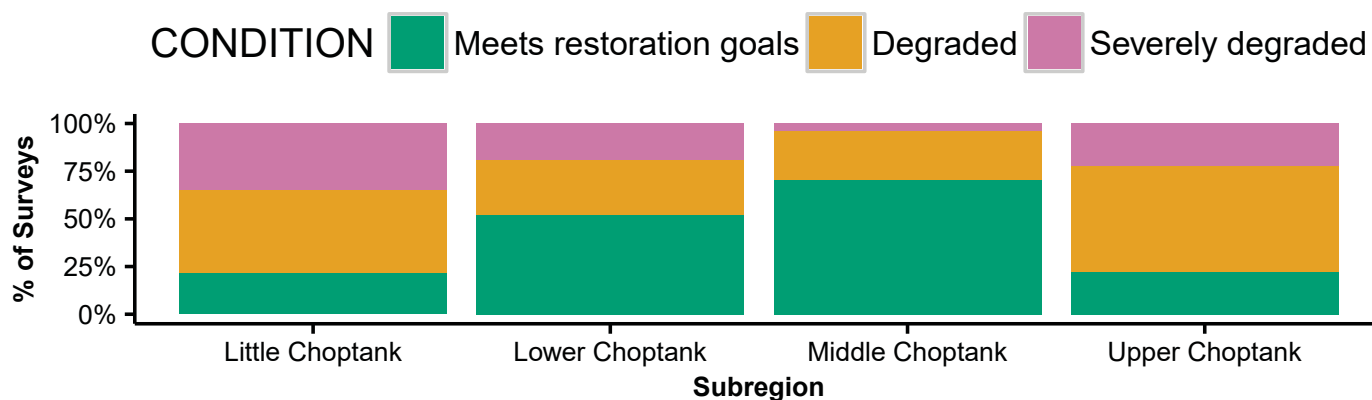 CONDITION Meets restoration goals Degraded Severely degraded
100%
75%
50%
25%
0%
% of Surveys
Little Choptank Lower Choptank Middle Choptank Upper Choptank
Subregion